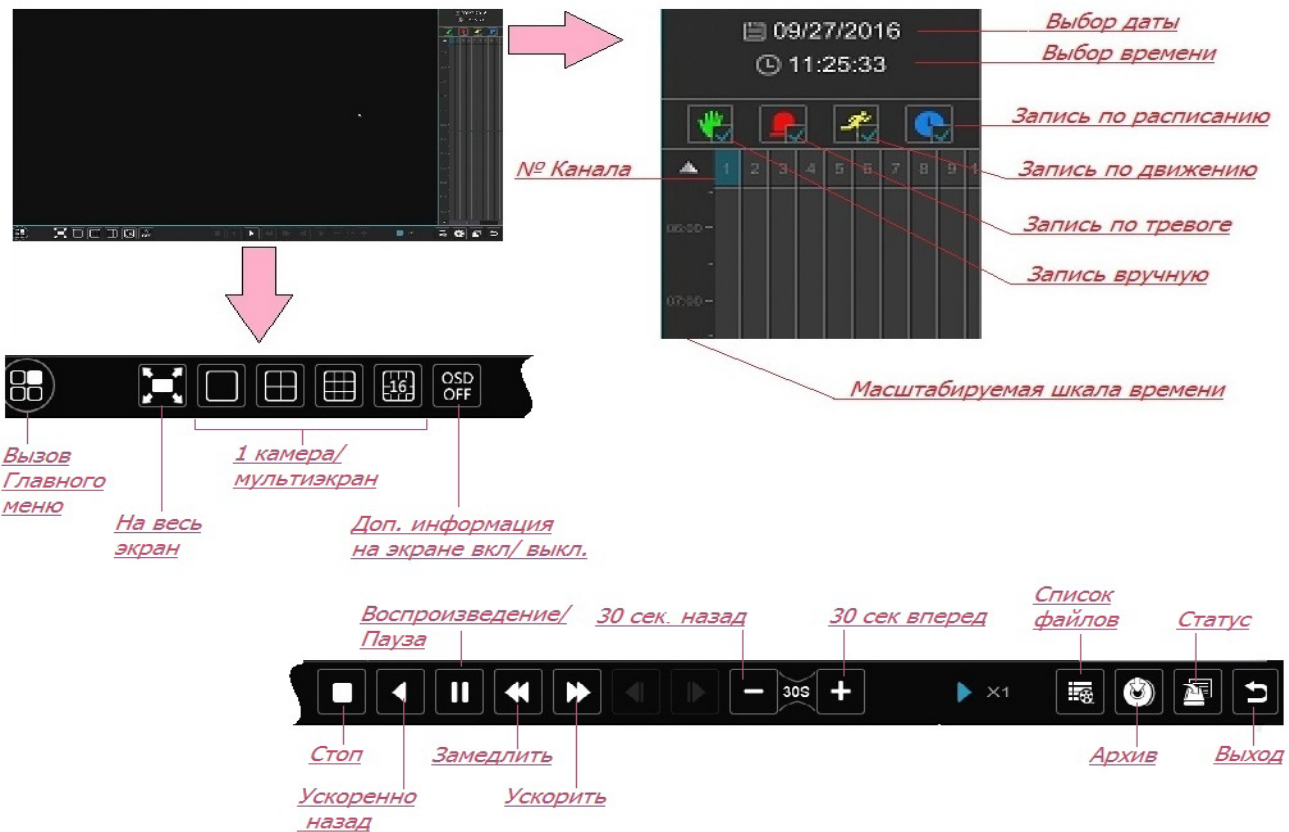 09/27/2016
11:25:33
Выбор даты
Выбор времени
Запись по расписанию
№ Канала
1 2 3 4 5 6 7 8 9
Запись по движению
06:00
Запись по тревоге
Запись вручную
07:00
Масштабируемая шкала времени
16
OSD
OFF
Вызов
Главного
меню
1 камера/
мультиэкран
На весь
экран
Доп. информация
на экране вкл/ выкл.
Воспроизведение/
Пауза
30 сек. назад
30 сек вперед
Список
файлов
Статус
30S
X1
Стоп
Замедлить
Архив
Выход
Ускоренно
назад
Ускорить